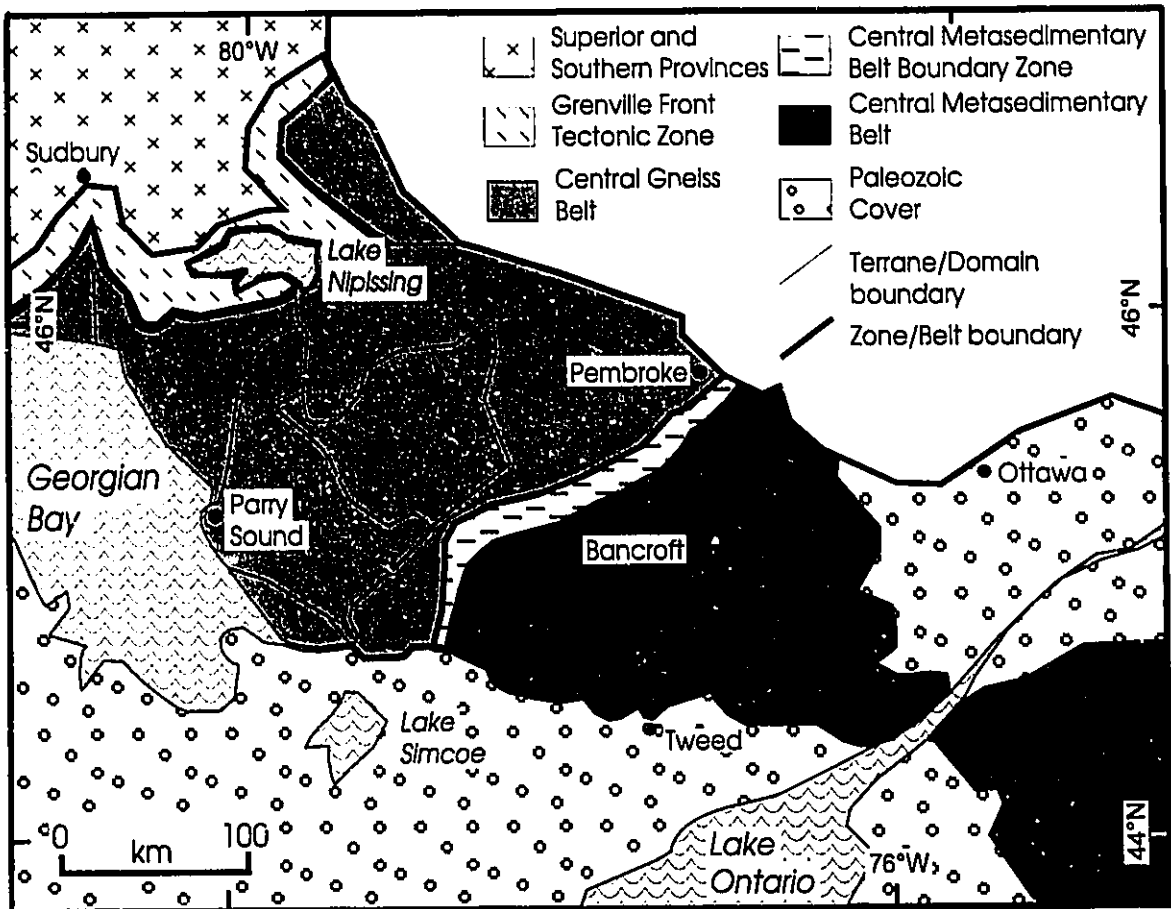 80°W
Superior and
Southern Provinces
Grenville Front
Tectonic Zone
Central Gneiss
Belt
Central Metasedimentary
Belt Boundary Zone
Central Metasedimentary
Belt
Paleozoic
Cover
Terrane/Domain
boundary
Zone/Belt boundary
Sudbury
Lake
Nipissing
46°N
46°N
Pembroke
Georgian
Bay
Parry
Sound
Bancroft
Ottawa
Lake
Simcoe
Tweed
0 100
km
Lake
Ontario
76°W
44°N